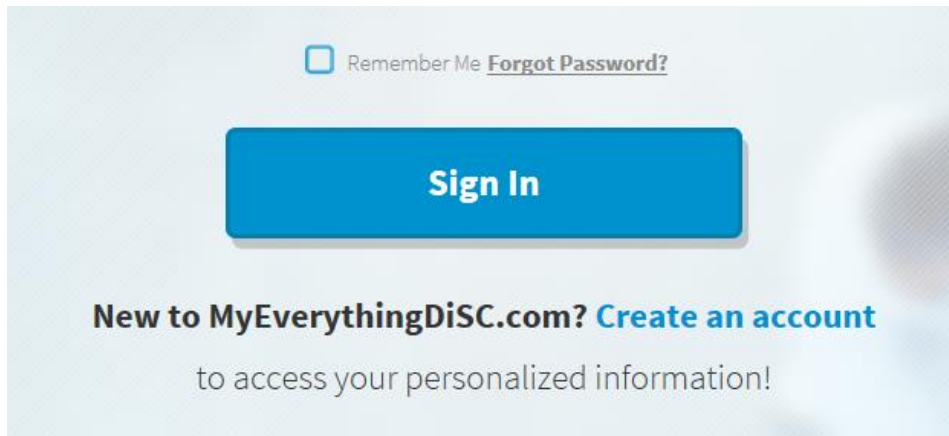 Remember Me Forgot Password?
Sign In
New to MyEverythingDiSC.com? Create an account
to access your personalized information!